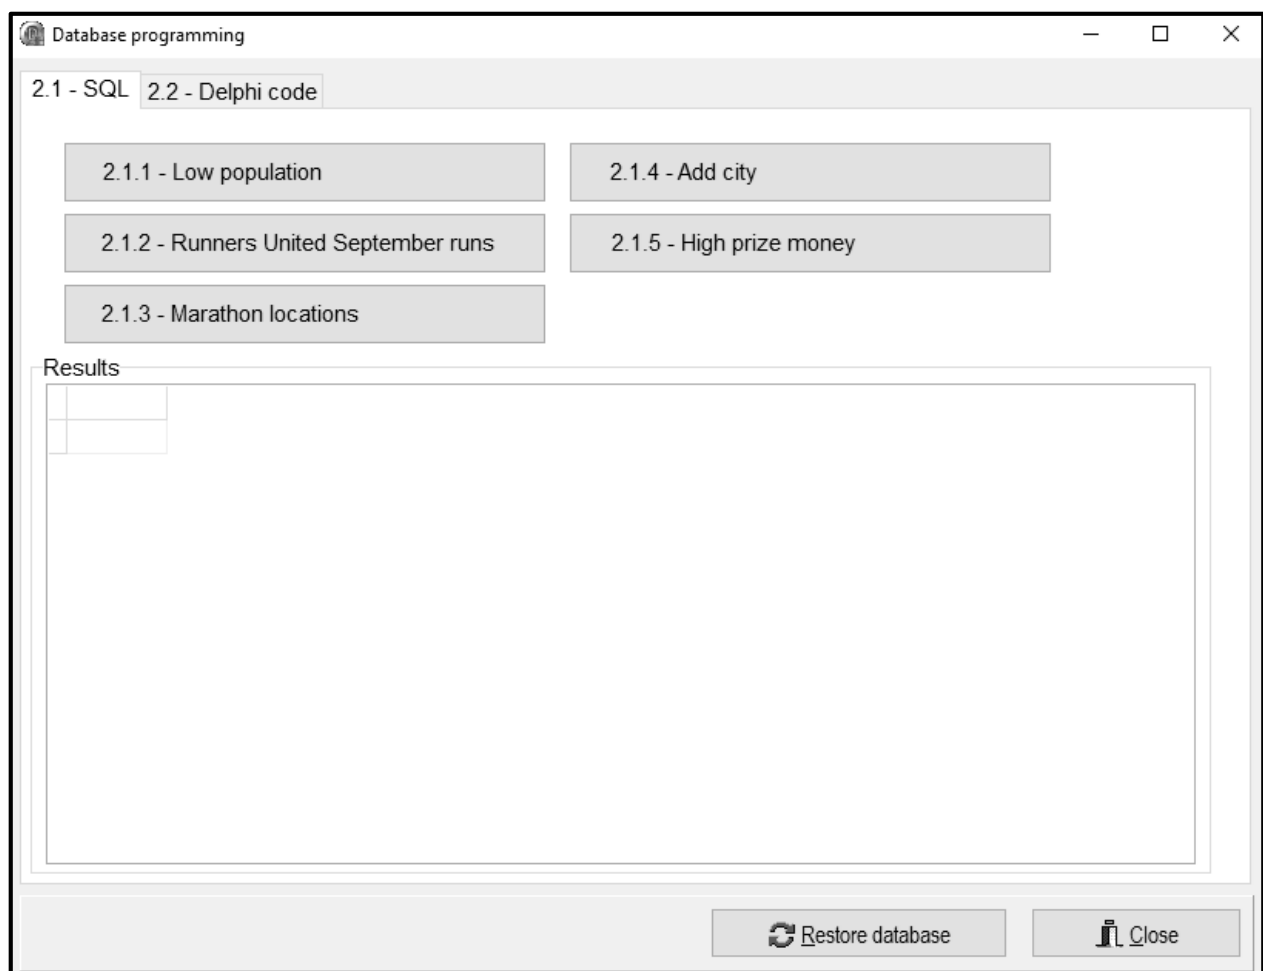 Database programming
2.1 - SQL
2.2 - Delphi code
2.1.1 - Low population
2.1.4 - Add city
2.1.2 - Runners United September runs
2.1.5 - High prize money
2.1.3 - Marathon locations
Results
Restore database
Close